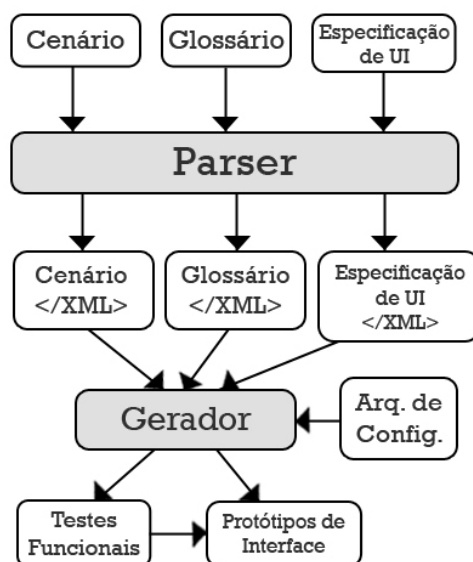 Cenário
Glossário
Especificação
de UI
Parser
Cenário
</XML>
Glossário
</XML>
Especificação
de UI
</XML>
Gerador
Arq. de
Config.
Testes
Funcionais
Protótipos de
Interface